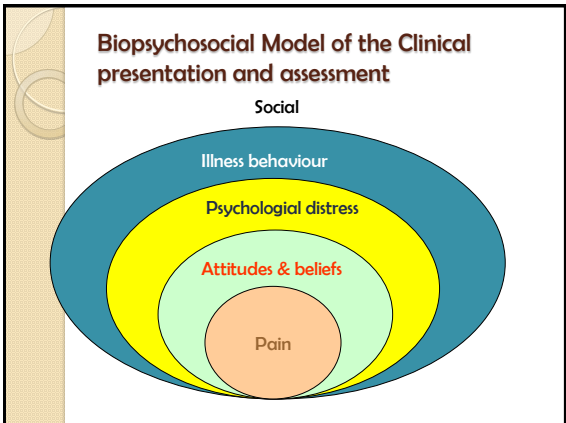 Biopsychosocial Model of the Clinical
presentation and assessment
Social
Illness behaviour
Psychologial distress
Attitudes & beliefs
Pain